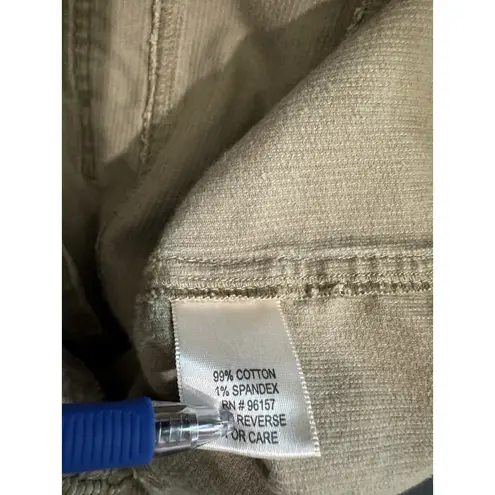 99% COTTON
1% SPANDEX
RN # 96157
REVERSE
FOR CARE